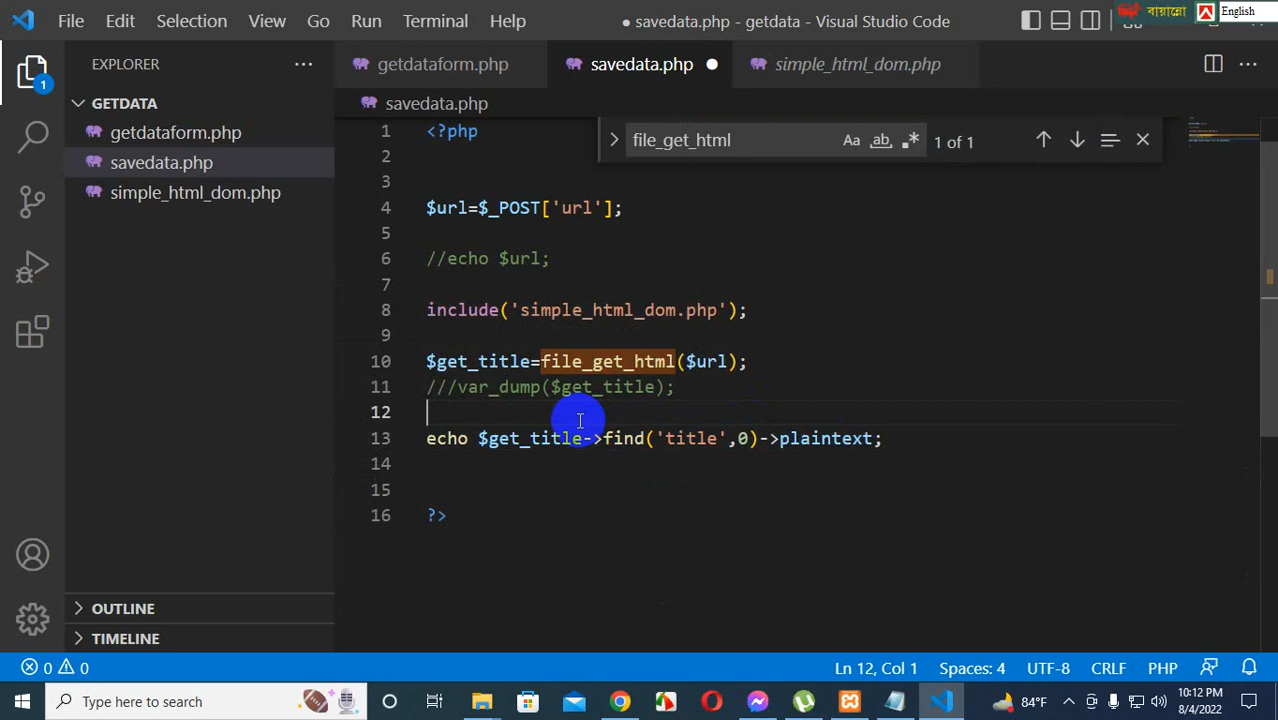 File Edit Selection View Go Run Terminal Help ● savedata.php - getdata - Visual Studio Code বায়ান্নো English
EXPLORER
1
GETDATA
getdataform.php
savedata.php
simple_html_dom.php
OUTLINE
TIMELINE
getdataform.php savedata.php simple_html_dom.php
savedata.php
file_get_html Aa ab 1 of 1
1 <?php
2
3
4 $url=$_POST['url'];
5
6 //echo $url;
7
8 include('simple_html_dom.php');
9
10 $get_title=file_get_html($url);
11 ///var_dump($get_title);
12
13 echo $get_title->find('title',0)->plaintext;
14
15
16 ?>
0 0 Ln 12, Col 1 Spaces: 4 UTF-8 CRLF PHP
Type here to search 84°F 10:12 PM
8/4/2022